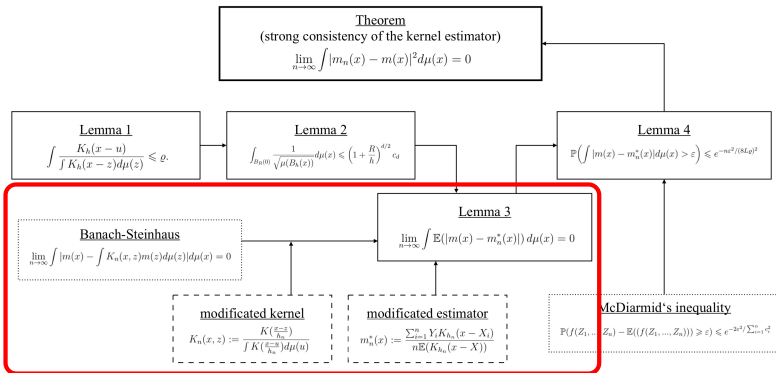 Theorem
(strong consistency of the kernel estimator)
lim_{n→∞} ∫ |m_n(x) − m(x)|² dμ(x) = 0
Lemma 1
∫ K_h(x − u) / ∫ K_h(x − z)dμ(z) ⩽ ϱ.
Lemma 2
∫_{B_R(0)} 1/√μ(B_h(x)) dμ(x) ⩽ (1 + R/h)^{d/2} c_d
Lemma 4
ℙ(∫ |m(x) − m_n^*(x)|dμ(x) > ε) ⩽ e^{−nε²/(8Lϱ)²}
Lemma 3
lim_{n→∞} ∫ 𝔼(|m(x) − m_n^*(x)|) dμ(x) = 0
Banach-Steinhaus
lim_{n→∞} ∫ |m(x) − ∫ K_n(x, z)m(z)dμ(z)|dμ(x) = 0
modificated kernel
K_n(x, z) := K((x−z)/h_n) / ∫ K((x−u)/h_n)dμ(u)
modificated estimator
m_n^*(x) := ∑_{i=1}^n Y_i K_{h_n}(x − X_i) / n𝔼(K_{h_n}(x − X))
McDiarmid's inequality
ℙ(f(Z_1, ..., Z_n) − 𝔼((f(Z_1, ..., Z_n))) ⩾ ε) ⩽ e^{−2ε²/∑_{i=1}^n c_i²}